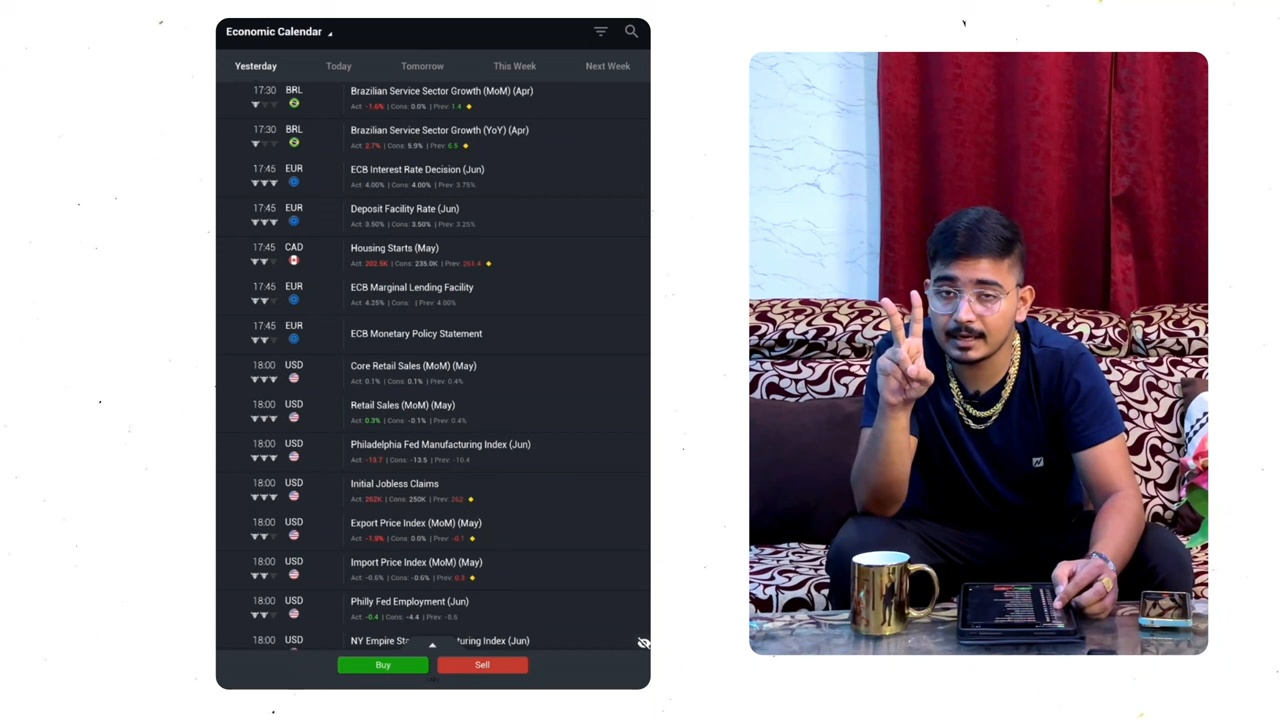 Economic Calendar
Yesterday Today Tomorrow This Week Next Week
17:30 BRL Brazilian Service Sector Growth (MoM) (Apr)
Act: -1.6% | Cons: 0.0% | Prev: 1.4
17:30 BRL Brazilian Service Sector Growth (YoY) (Apr)
Act: 2.7% | Cons: 5.9% | Prev: 6.5
17:45 EUR ECB Interest Rate Decision (Jun)
Act: 4.00% | Cons: 4.00% | Prev: 3.75%
17:45 EUR Deposit Facility Rate (Jun)
Act: 3.50% | Cons: 3.50% | Prev: 3.25%
17:45 CAD Housing Starts (May)
Act: 202.5K | Cons: 235.0K | Prev: 261.4
17:45 EUR ECB Marginal Lending Facility
Act: 4.25% | Cons: | Prev: 4.00%
17:45 EUR ECB Monetary Policy Statement
18:00 USD Core Retail Sales (MoM) (May)
Act: 0.1% | Cons: 0.1% | Prev: 0.4%
18:00 USD Retail Sales (MoM) (May)
Act: 0.3% | Cons: -0.1% | Prev: 0.4%
18:00 USD Philadelphia Fed Manufacturing Index (Jun)
Act: -13.7 | Cons: -13.5 | Prev: -10.4
18:00 USD Initial Jobless Claims
Act: 262K | Cons: 250K | Prev: 262
18:00 USD Export Price Index (MoM) (May)
Act: -1.9% | Cons: 0.0% | Prev: -0.1
18:00 USD Import Price Index (MoM) (May)
Act: -0.6% | Cons: -0.6% | Prev: 0.3
18:00 USD Philly Fed Employment (Jun)
Act: -0.4 | Cons: -4.4 | Prev: -8.6
18:00 USD NY Empire Sta turing Index (Jun)
Buy Sell